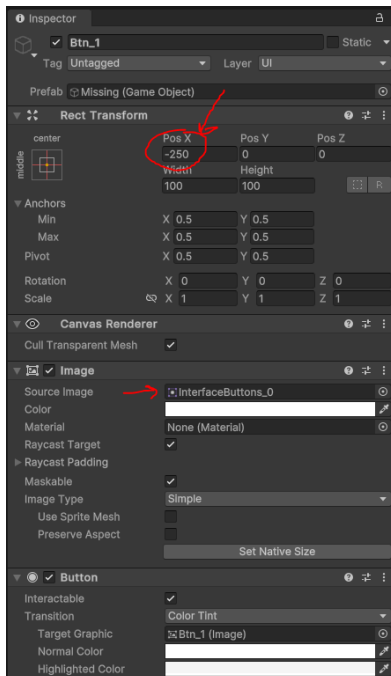 Inspector
Btn_1 Static
Tag Untagged Layer UI
Prefab Missing (Game Object)
Rect Transform
center Pos X Pos Y Pos Z
middle -250 0 0
Width Height
100 100 R
Anchors
Min X 0.5 Y 0.5
Max X 0.5 Y 0.5
Pivot X 0.5 Y 0.5
Rotation X 0 Y 0 Z 0
Scale X 1 Y 1 Z 1
Canvas Renderer
Cull Transparent Mesh
Image
Source Image InterfaceButtons_0
Color
Material None (Material)
Raycast Target
Raycast Padding
Maskable
Image Type Simple
Use Sprite Mesh
Preserve Aspect
Set Native Size
Button
Interactable
Transition Color Tint
Target Graphic Btn_1 (Image)
Normal Color
Highlighted Color